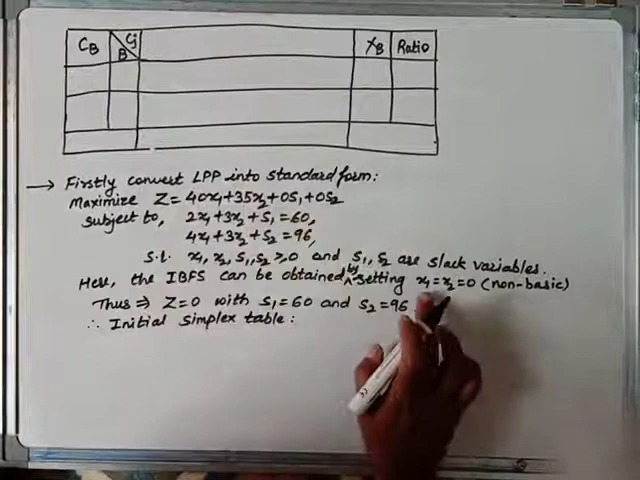 CB Cj B XB Ratio
→ Firstly convert LPP into standard form:
Maximize Z = 40x₁+35x₂+0S₁+0S₂
subject to, 2x₁+3x₂+S₁=60,
4x₁+3x₂+S₂=96,
s.t. x₁, x₂, S₁, S₂ ⩾0 and S₁, S₂ are slack variables.
Here, the IBFS can be obtained by setting x₁=x₂=0 (non-basic)
Thus ⇒ Z=0 with S₁=60 and S₂=96
∴ Initial simplex table: